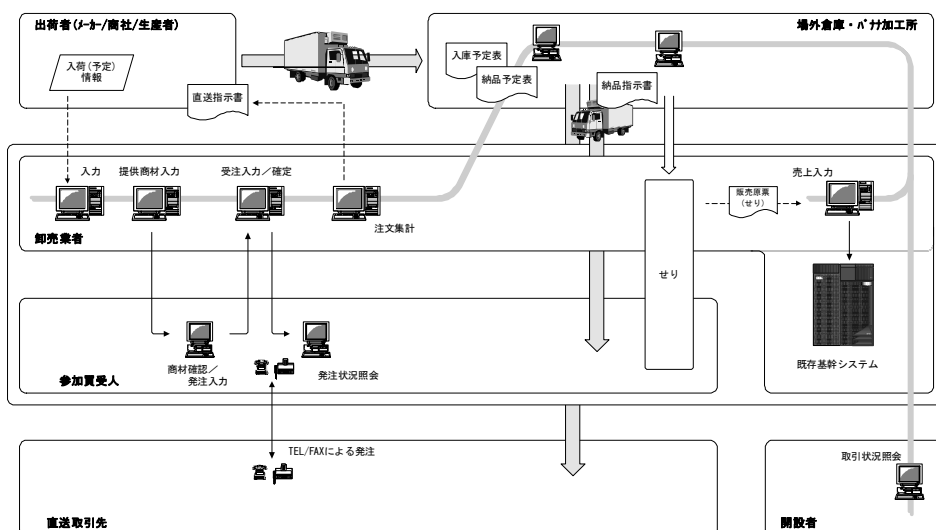 出荷者(ﾒｰｶｰ/商社/生産者)
場外倉庫・ﾊﾞﾅﾅ加工所
入荷(予定)
情報
直送指示書
入庫予定表
納品予定表
納品指示書
入力
提供商材入力
受注入力／確定
注文集計
卸売業者
売上入力
販売原票
(せり)
せり
既存基幹システム
商材確認／
発注入力
発注状況照会
参加買受人
TEL/FAXによる発注
直送取引先
取引状況照会
開設者